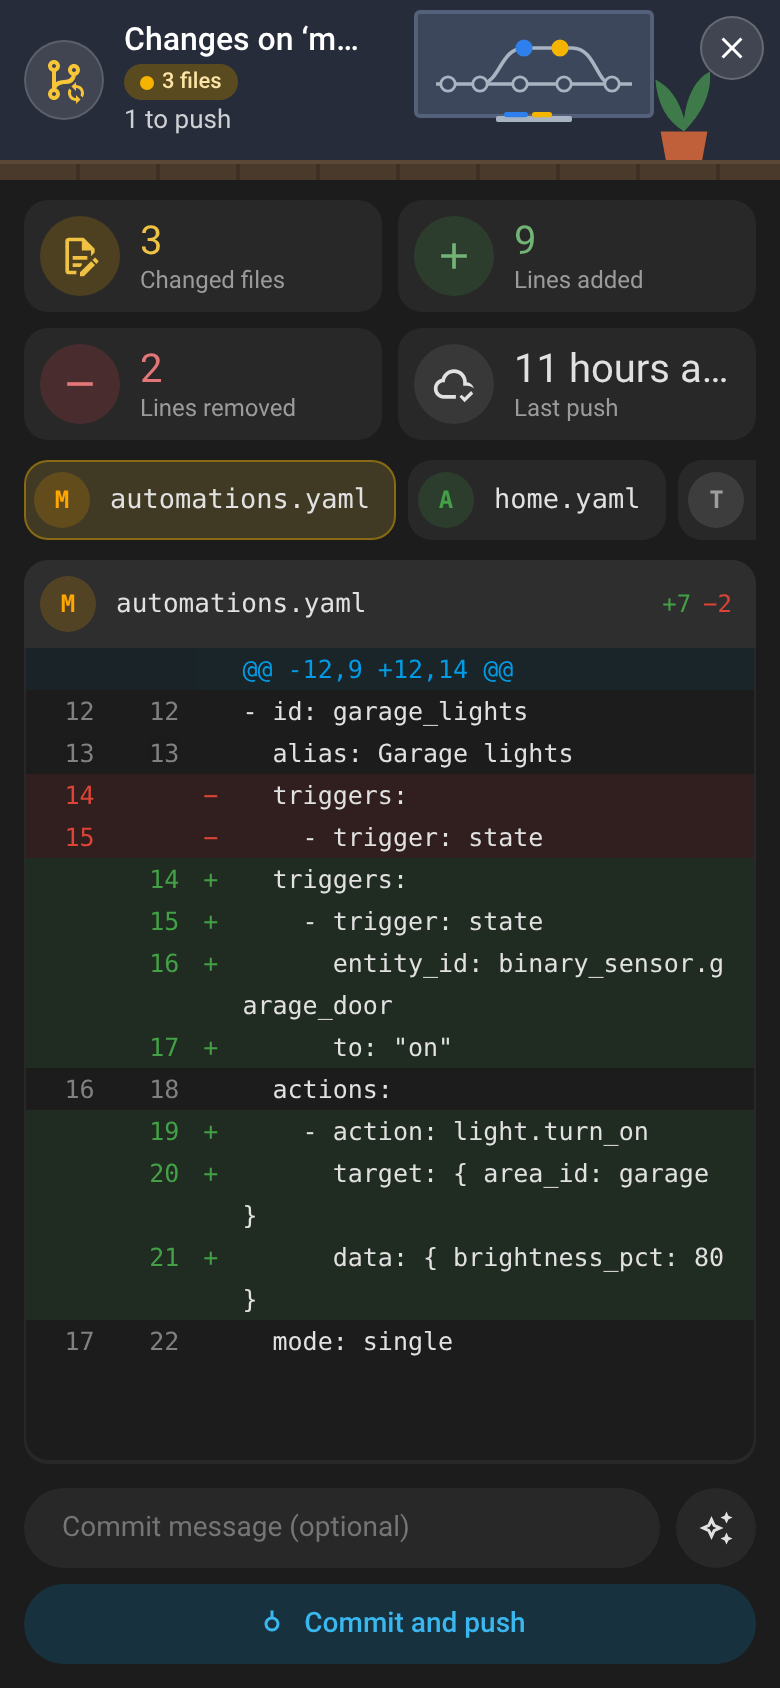 Changes on ‘m…
3 files
1 to push
3
Changed files
9
Lines added
2
Lines removed
11 hours a…
Last push
M automations.yaml
A home.yaml
T
M automations.yaml +7 −2
@@ -12,9 +12,14 @@
12 12 - id: garage_lights
13 13 alias: Garage lights
14 − triggers:
15 − - trigger: state
14 + triggers:
15 + - trigger: state
16 + entity_id: binary_sensor.g
arage_door
17 + to: "on"
16 18 actions:
19 + - action: light.turn_on
20 + target: { area_id: garage
}
21 + data: { brightness_pct: 80
}
17 22 mode: single
Commit message (optional)
Commit and push